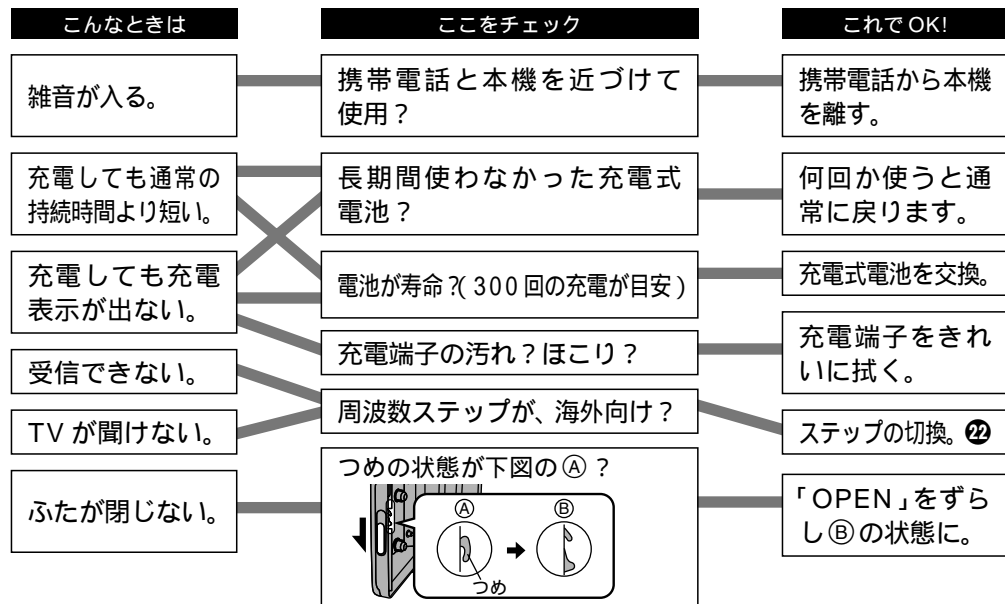 こんなときは
ここをチェック
これでOK!
雑音が入る。
携帯電話と本機を近づけて
使用?
携帯電話から本機
を離す。
充電しても通常の
持続時間より短い。
長期間使わなかった充電式
電池?
何回か使うと通
常に戻ります。
充電しても充電
表示が出ない。
電池が寿命?(300回の充電が目安)
充電式電池を交換。
充電端子の汚れ?ほこり?
充電端子をきれ
いに拭く。
受信できない。
周波数ステップが、海外向け?
TVが聞けない。
ステップの切換。㉒
ふたが閉じない。
つめの状態が下図のⒶ?
Ⓐ
Ⓑ
つめ
「OPEN」をずら
しⒷの状態に。